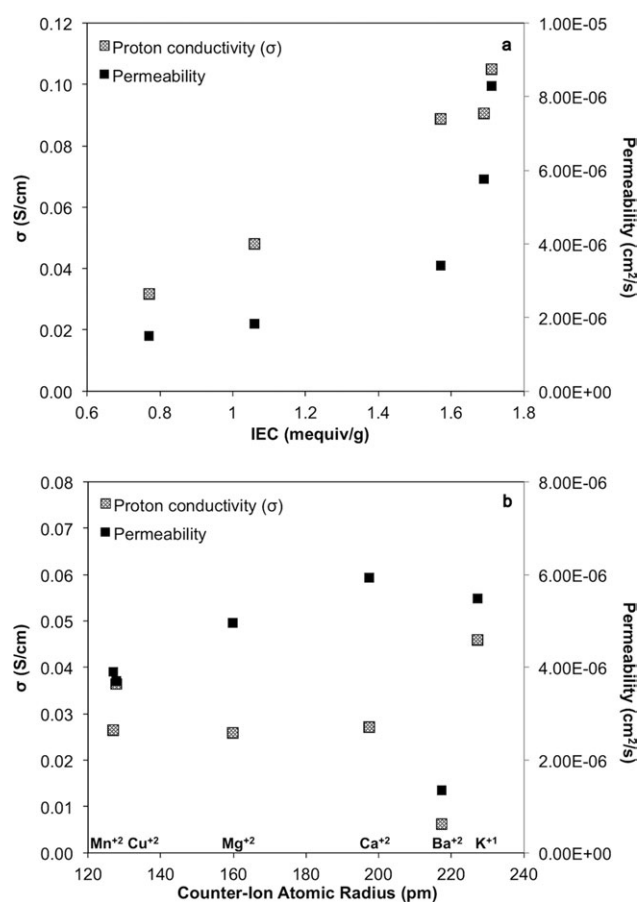 0.12
1.00E-05
Proton conductivity (σ)
a
Permeability
0.10
8.00E-06
0.08
6.00E-06
0.06
4.00E-06
0.04
2.00E-06
0.02
0.00
0.00E+00
0.6 0.8 1 1.2 1.4 1.6 1.8
IEC (mequiv/g)
σ (S/cm)
Permeability (cm²/s)
0.08
8.00E-06
Proton conductivity (σ)
b
Permeability
0.07
0.06
6.00E-06
0.05
0.04
4.00E-06
0.03
0.02
2.00E-06
0.01
Mn⁺² Cu⁺² Mg⁺² Ca⁺² Ba⁺² K⁺¹
0.00
0.00E+00
120 140 160 180 200 220 240
Counter-Ion Atomic Radius (pm)
σ (S/cm)
Permeability (cm²/s)